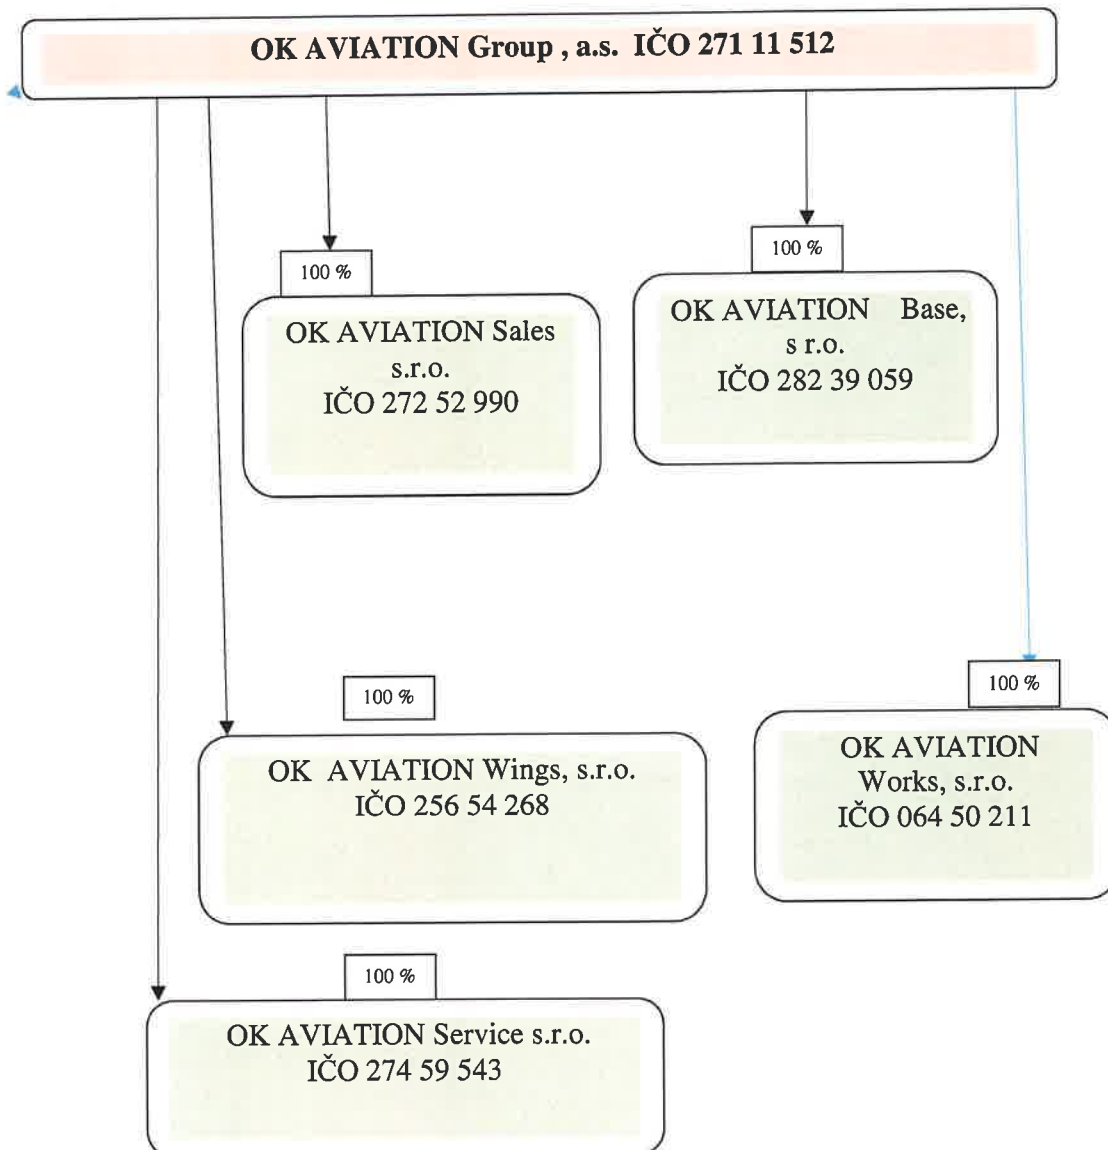 OK AVIATION Group , a.s. IČO 271 11 512
100 %
OK AVIATION Sales
s.r.o.
IČO 272 52 990
100 %
OK AVIATION Base,
s r.o.
IČO 282 39 059
100 %
OK AVIATION Wings, s.r.o.
IČO 256 54 268
100 %
OK AVIATION
Works, s.r.o.
IČO 064 50 211
100 %
OK AVIATION Service s.r.o.
IČO 274 59 543